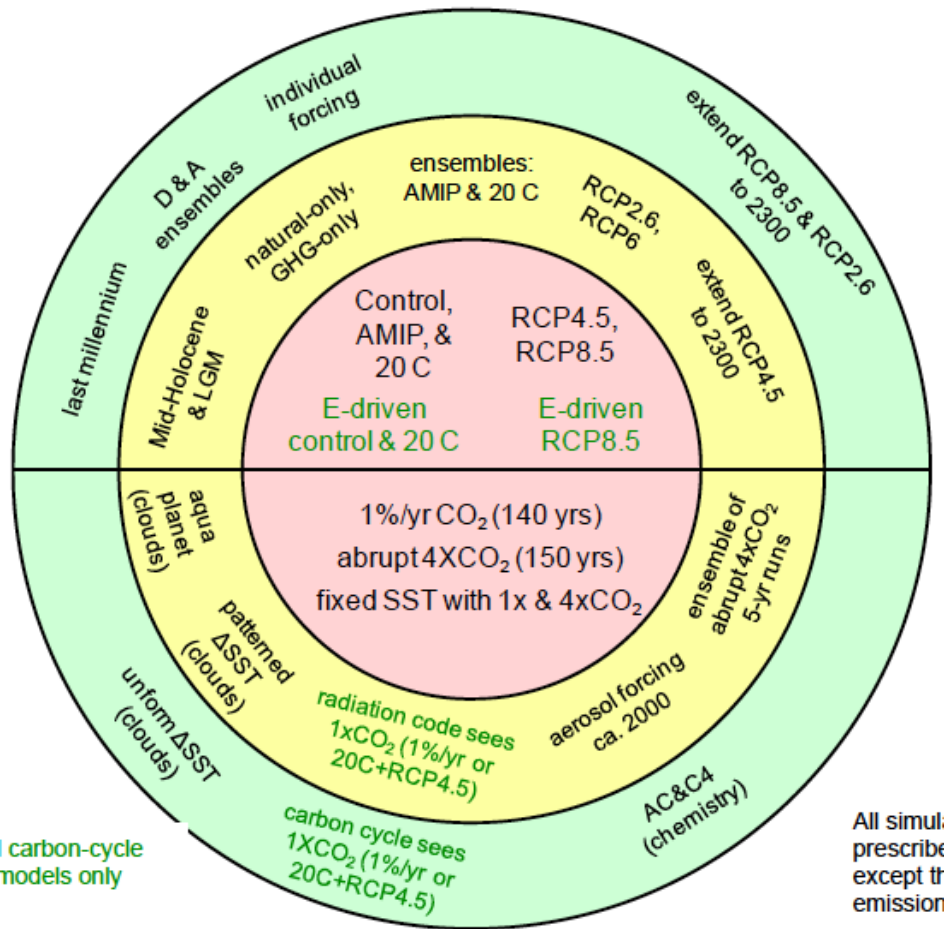 individual
forcing
D & A
ensembles
last millennium
extend RCP8.5 & RCP2.6
to 2300
natural-only,
GHG-only
ensembles:
AMIP & 20 C
RCP2.6,
RCP6
Mid-Holocene
& LGM
extend RCP4.5
to 2300
Control,
AMIP, &
20 C
RCP4.5,
RCP8.5
E-driven
control & 20 C
E-driven
RCP8.5
1%/yr CO₂ (140 yrs)
abrupt 4XCO₂ (150 yrs)
fixed SST with 1x & 4xCO₂
aqua
planet
(clouds)
ensemble of
abrupt 4xCO₂
5-yr runs
patterned
ΔSST
(clouds)
radiation code sees
1xCO₂ (1%/yr or
20C+RCP4.5)
aerosol forcing
ca. 2000
unform ΔSST
(clouds)
carbon cycle sees
1XCO₂ (1%/yr or
20C+RCP4.5)
AC&C4
(chemistry)
carbon-cycle
models only
All simula
prescribe
except th
emission